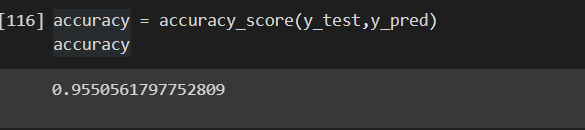 [116] accuracy = accuracy_score(y_test,y_pred)
accuracy
0.9550561797752809